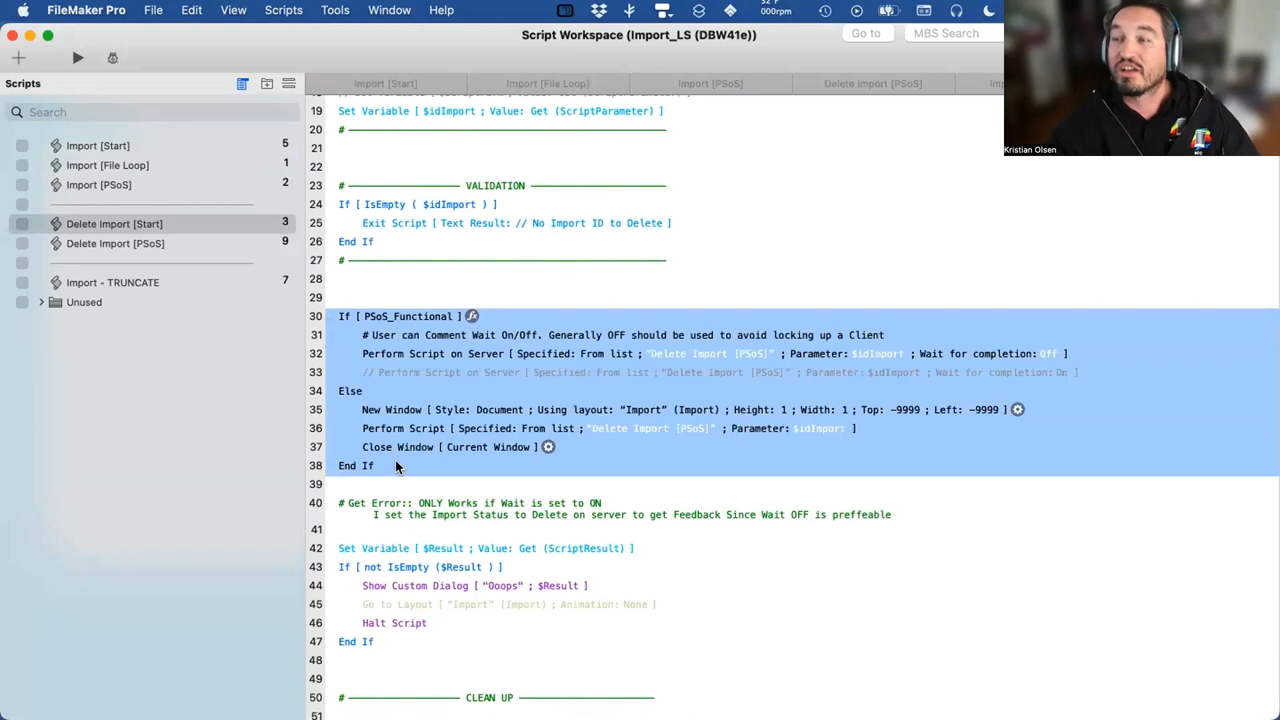 FileMaker Pro File Edit View Insert Format Records Scripts Tools Window Help
000rpm
Script Workspace (Import_LS (DBW41e))
Go to
MBS Search
Scripts
Import [Start]
Import [File Loop]
Import [PSoS]
Delete Import [PSoS]
Search
Import [Start] 5
Import [File Loop] 1
Import [PSoS] 2
Delete Import [Start] 3
Delete Import [PSoS] 9
Import - TRUNCATE 7
Unused
Kristian Olsen
19 Set Variable [ $idImport ; Value: Get (ScriptParameter) ]
20 #
21
22
23 # VALIDATION
24 If [ IsEmpty ( $idImport ) ]
25 Exit Script [ Text Result: // No Import ID to Delete ]
26 End If
27 #
28
29
30 If [ PSoS_Functional ]
31 # User can Comment Wait On/Off. Generally OFF should be used to avoid locking up a Client
32 Perform Script on Server [ Specified: From list ; "Delete Import [PSoS]" ; Parameter: $idImport ; Wait for completion: Off ]
33 // Perform Script on Server [ Specified: From list ; "Delete Import [PSoS]" ; Parameter: $idImport ; Wait for completion: On ]
34 Else
35 New Window [ Style: Document ; Using layout: “Import” (Import) ; Height: 1 ; Width: 1 ; Top: -9999 ; Left: -9999 ]
36 Perform Script [ Specified: From list ; "Delete Import [PSoS]" ; Parameter: $idImport ]
37 Close Window [ Current Window ]
38 End If
39
40 # Get Error:: ONLY Works if Wait is set to ON
I set the Import Status to Delete on server to get Feedback Since Wait OFF is preffeable
41
42 Set Variable [ $Result ; Value: Get (ScriptResult) ]
43 If [ not IsEmpty ($Result ) ]
44 Show Custom Dialog [ "Ooops" ; $Result ]
45 Go to Layout [ "Import" (Import) ; Animation: None ]
46 Halt Script
47 End If
48
49
50 # CLEAN UP
51